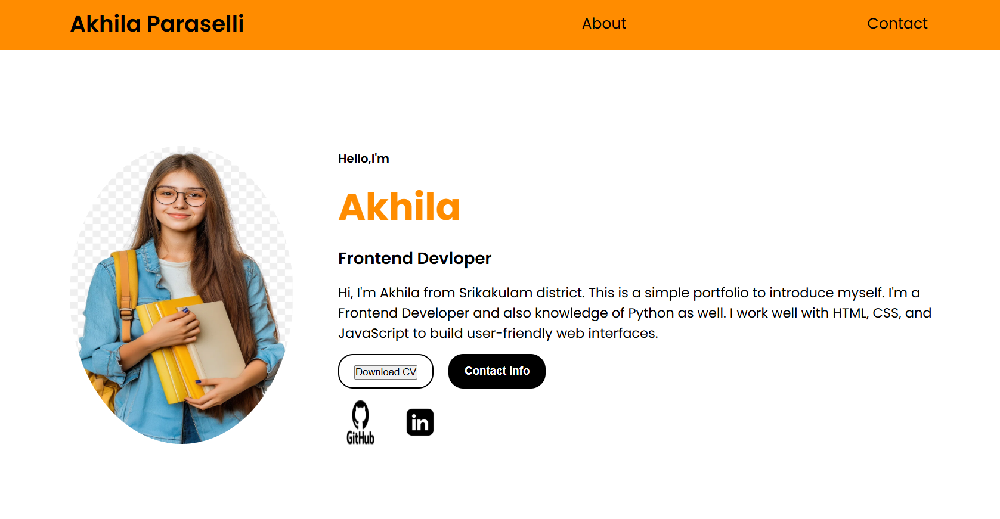 Akhila Paraselli
About
Contact
Hello,I'm
Akhila
Frontend Devloper
Hi, I'm Akhila from Srikakulam district. This is a simple portfolio to introduce myself. I'm a
Frontend Developer and also knowledge of Python as well. I work well with HTML, CSS, and
JavaScript to build user-friendly web interfaces.
Download CV
Contact Info
GitHub
in